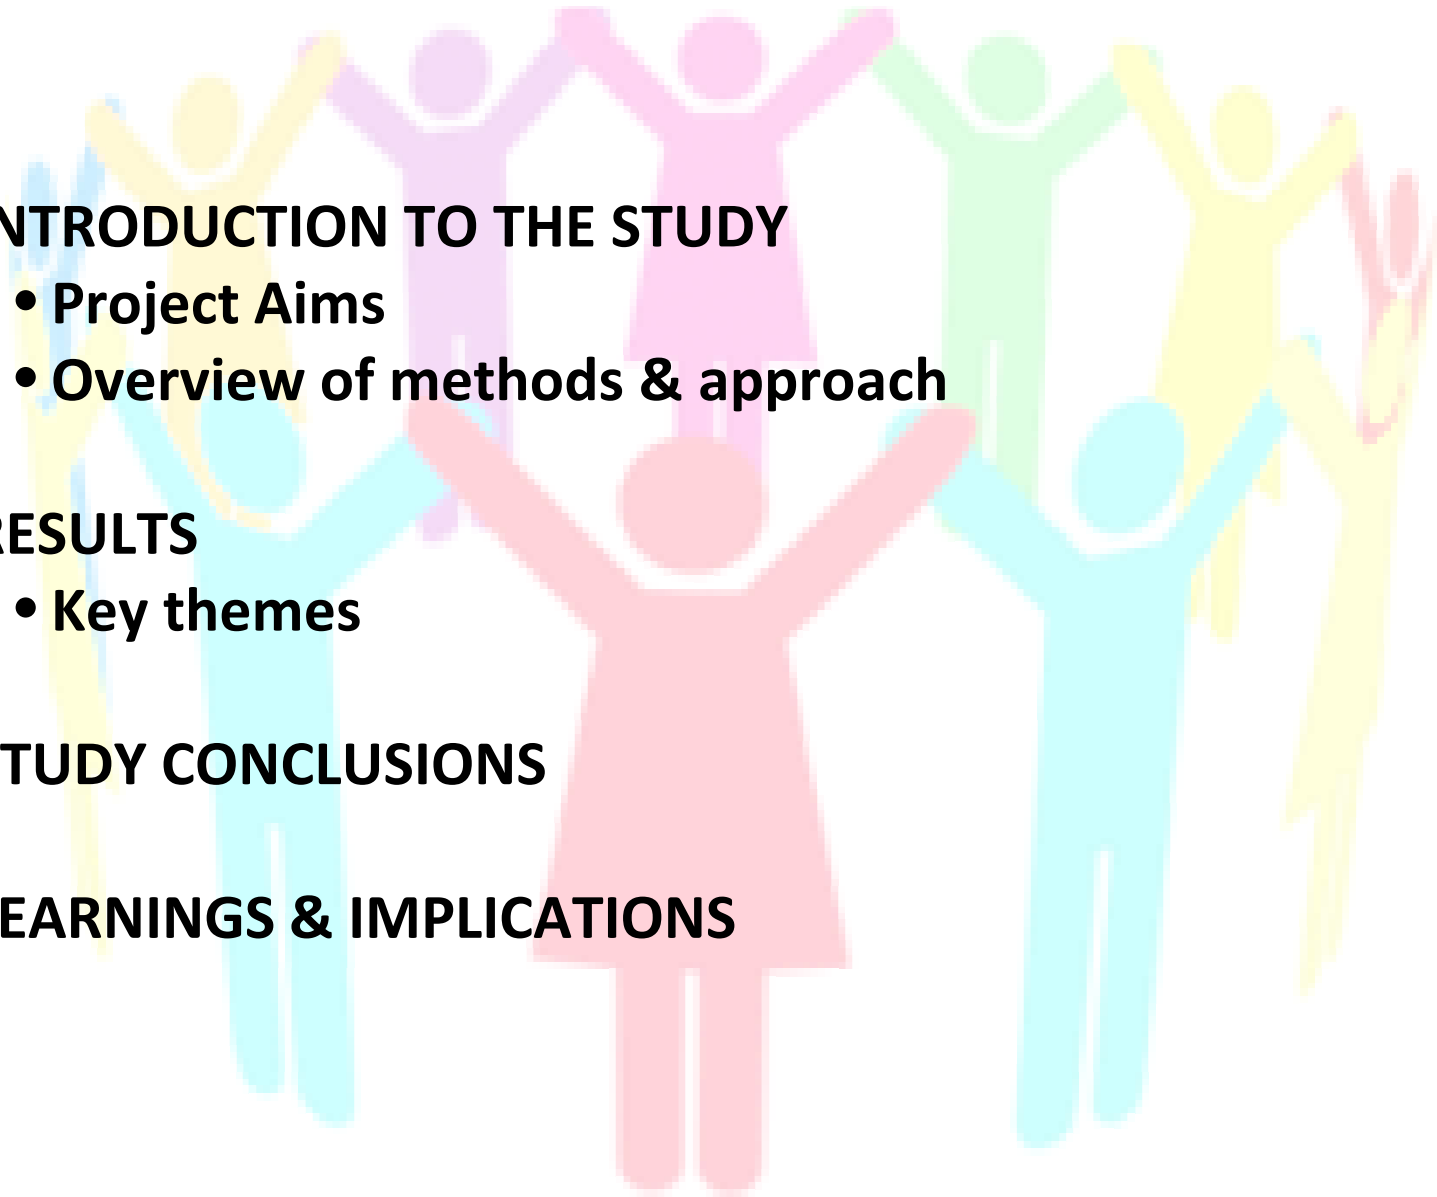 NTRODUCTION TO THE STUDY
• Project Aims
• Overview of methods & approach
RESULTS
• Key themes
TUDY CONCLUSIONS
EARNINGS & IMPLICATIONS